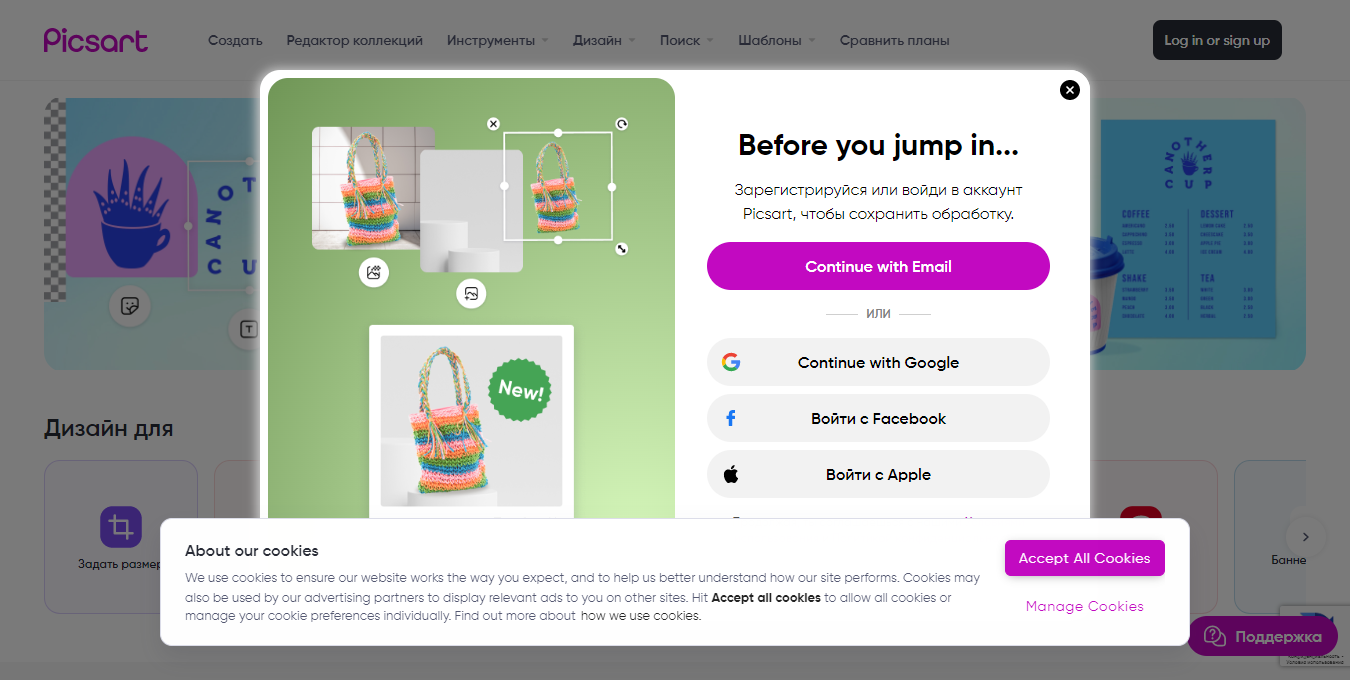 Picsart
Создать
Редактор коллекций
Инструменты
Дизайн
Поиск
Шаблоны
Сравнить планы
Log in or sign up
ANOTHER CUP
COFFEE
DESSERT
SHAKE
TEA
New!
Before you jump in...
Зарегистрируйся или войди в аккаунт
Picsart, чтобы сохранить обработку.
Continue with Email
или
Continue with Google
Войти с Facebook
Войти с Apple
Дизайн для
Задать размер
Банне
About our cookies
We use cookies to ensure our website works the way you expect, and to help us better understand how our site performs. Cookies may
also be used by our advertising partners to display relevant ads to you on other sites. Hit Accept all cookies to allow all cookies or
manage your cookie preferences individually. Find out more about how we use cookies.
Accept All Cookies
Manage Cookies
Поддержка